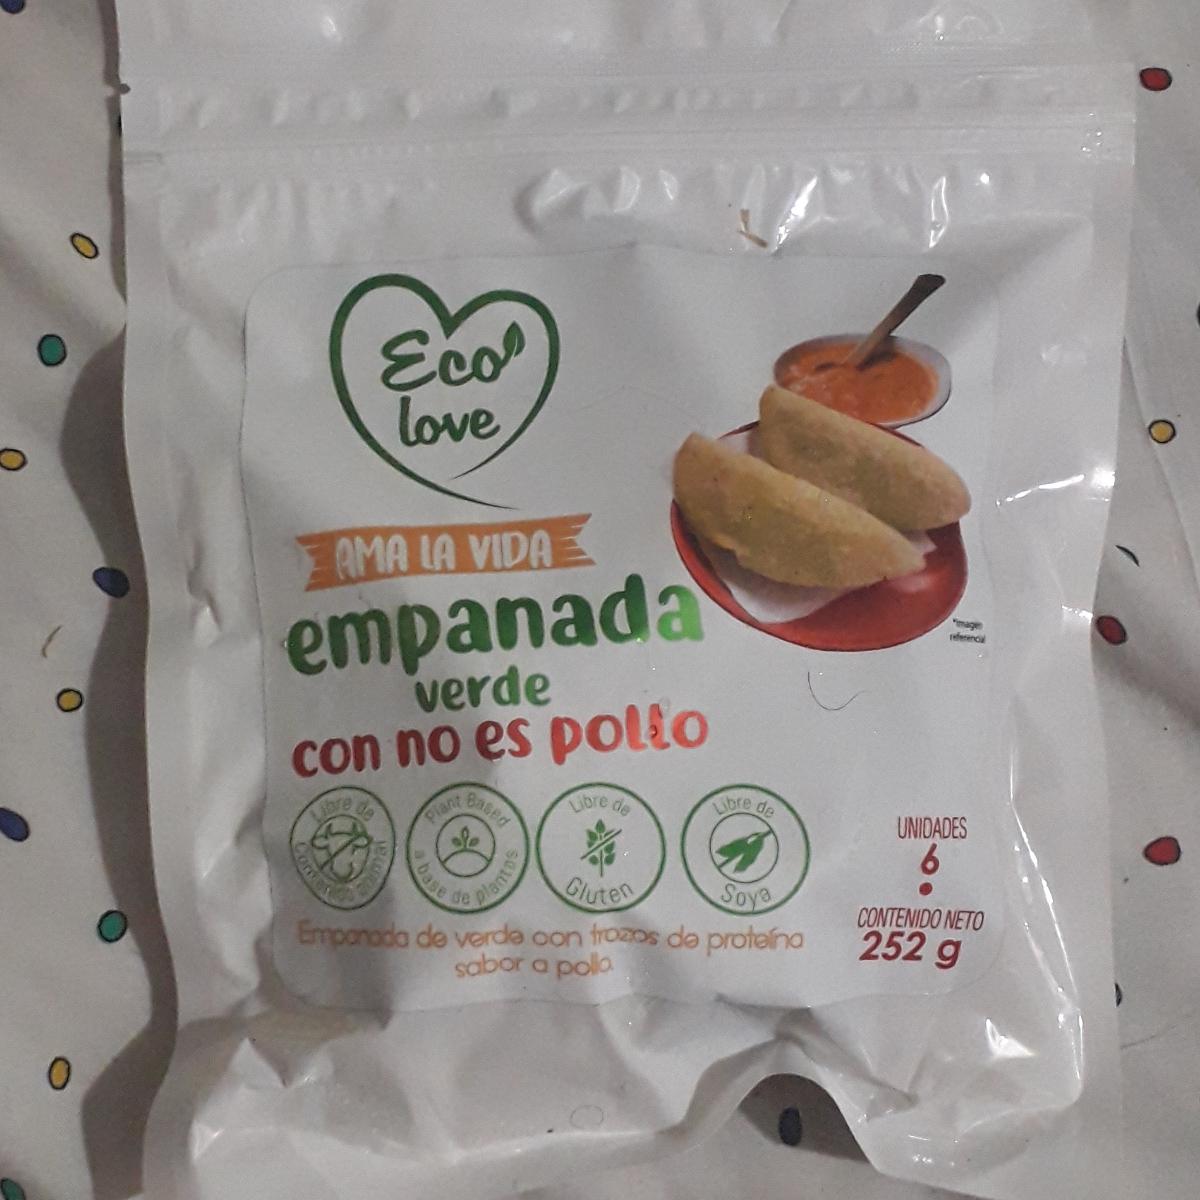 Eco
love
AMA LA VIDA
empanada
verde
con no es pollo
*Imagen
referencial
Libre de
Contenido animal
Plant Based
a base de plantas
Libre de
Gluten
Libre de
Soya
Empanada de verde con trozos de proteína
sabor a pollo
UNIDADES
6
CONTENIDO NETO
252 g